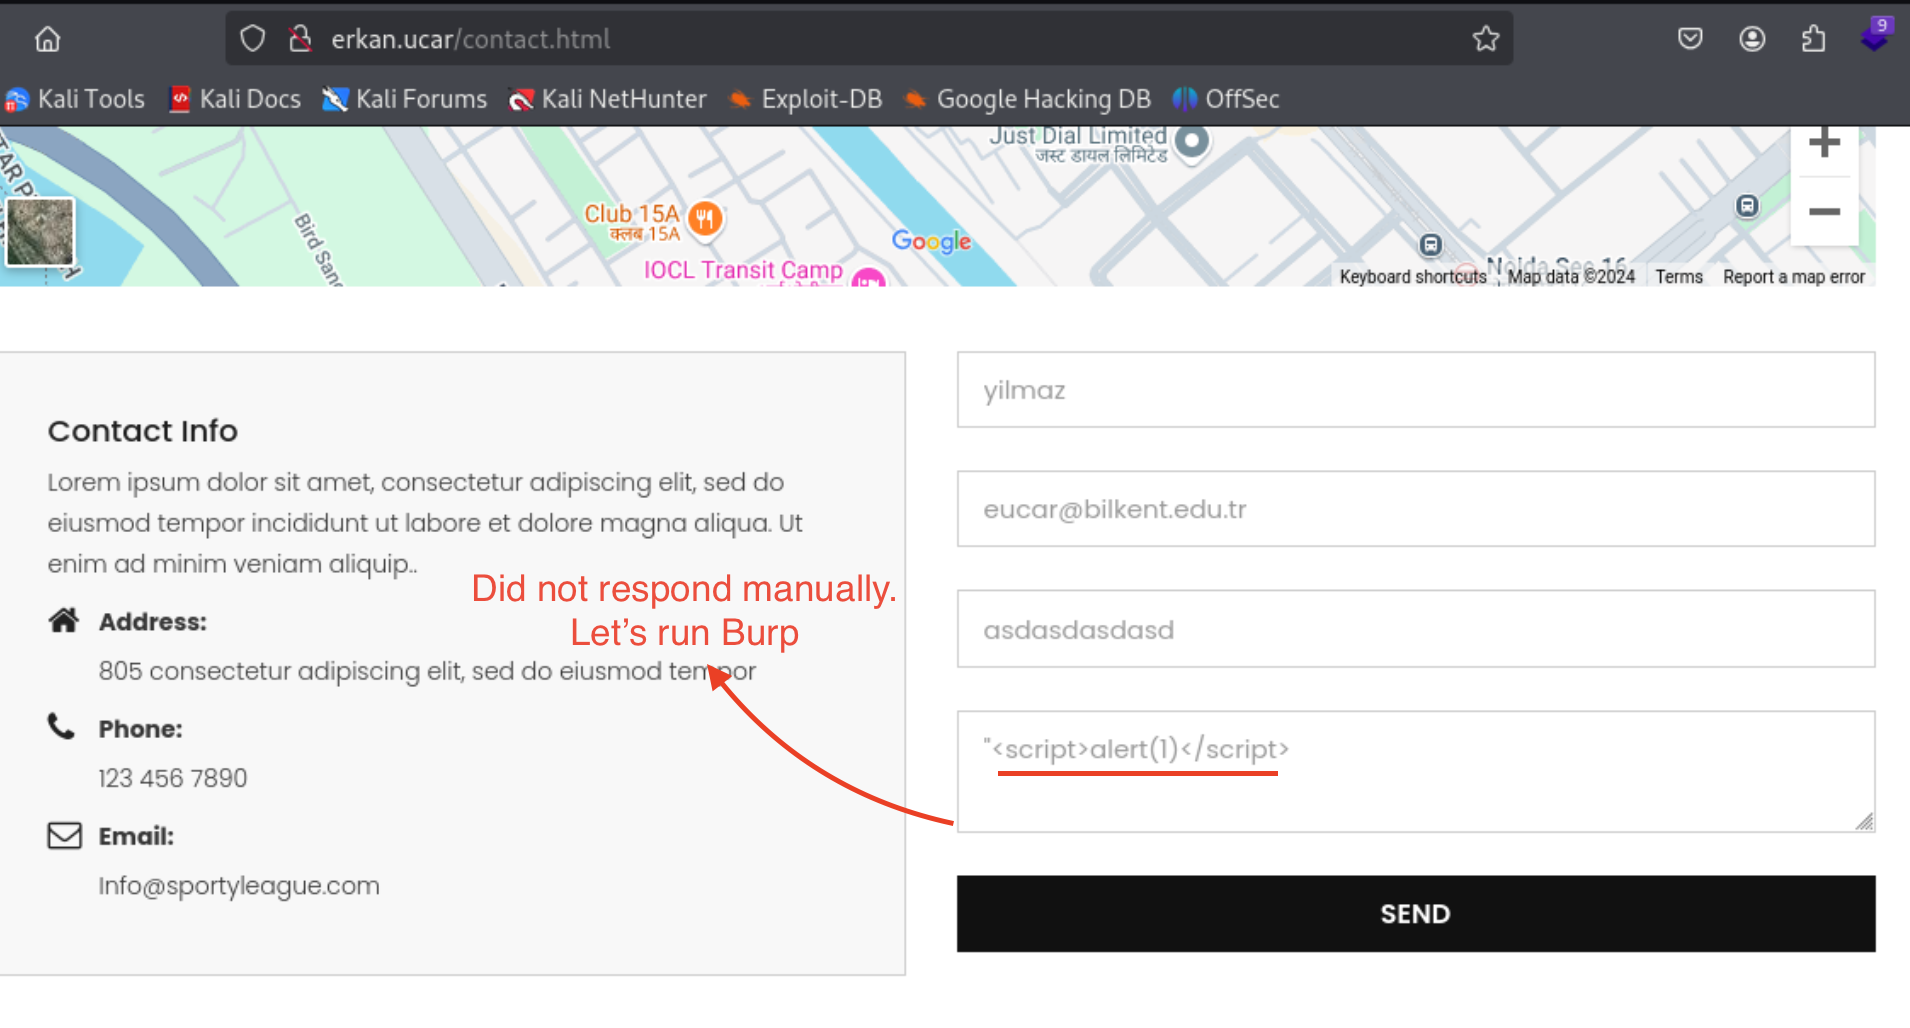 erkan.ucar/contact.html
9
Kali Tools Kali Docs Kali Forums Kali NetHunter Exploit-DB Google Hacking DB OffSec
Just Dial Limited
जस्ट डायल लिमिटेड
Bird Sanc
Club 15A
क्लब 15A
Google
IOCL Transit Camp
Noida Sec 16
Keyboard shortcuts Map data ©2024 Terms Report a map error
Contact Info
Lorem ipsum dolor sit amet, consectetur adipiscing elit, sed do
eiusmod tempor incididunt ut labore et dolore magna aliqua. Ut
enim ad minim veniam aliquip..
Address:
805 consectetur adipiscing elit, sed do eiusmod tempor
Phone:
123 456 7890
Email:
Info@sportyleague.com
Did not respond manually.
Let's run Burp
yilmaz
eucar@bilkent.edu.tr
asdasdasdasd
"<script>alert(1)</script>
SEND